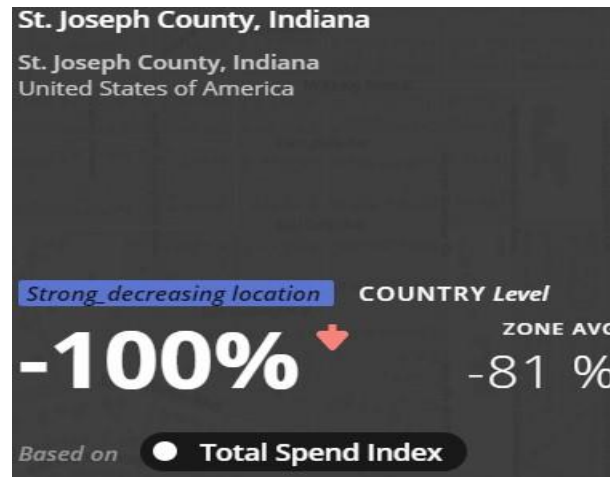 St. Joseph County, Indiana
St. Joseph County, Indiana
United States of America
Strong_decreasing location COUNTRY Level
ZONE AVG
-100% -81 %
Based on Total Spend Index